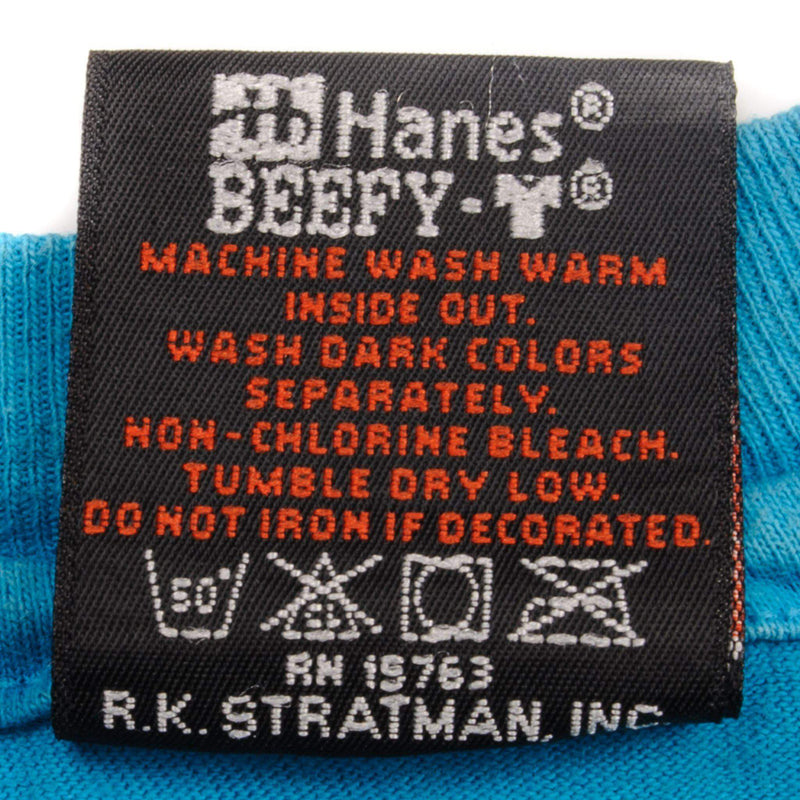 Hanes®
BEEFY-T®
MACHINE WASH WARM
INSIDE OUT.
WASH DARK COLORS
SEPARATELY.
NON-CHLORINE BLEACH.
TUMBLE DRY LOW.
DO NOT IRON IF DECORATED.
50°
RN 15763
R.K. STRATMAN, INC.